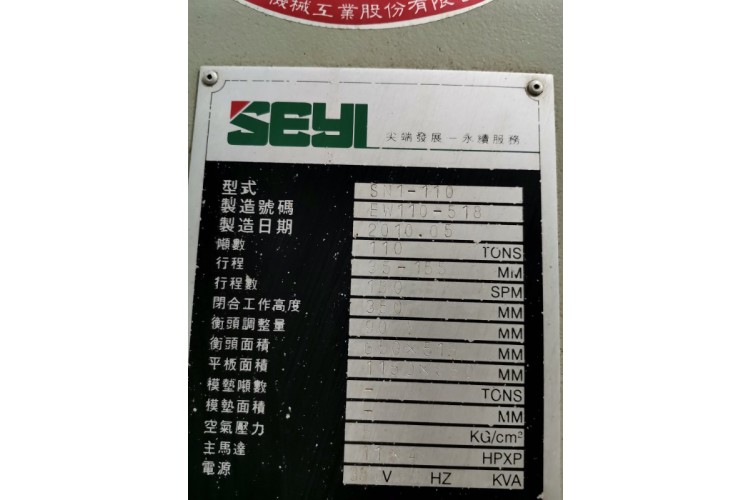 機械工業股份有限
SEYI 尖端發展一永續服務
型式 SN1-110
製造號碼
製造日期 2010.05
噸數 110 TONS
行程 MM
行程數 SPM
閉合工作高度 MM
衝頭調整量 MM
衝頭面積 MM
平板面積 MM
模墊噸數 - TONS
模墊面積 - MM
空氣壓力 KG/cm²
主馬達 HPXP
電源 V HZ KVA